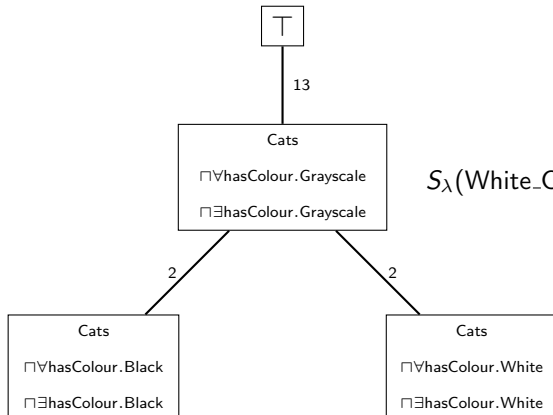 ⊤
13
Cats
⊓∀hasColour.Grayscale
⊓∃hasColour.Grayscale
S_λ(White_C
2
2
Cats
⊓∀hasColour.Black
⊓∃hasColour.Black
Cats
⊓∀hasColour.White
⊓∃hasColour.White